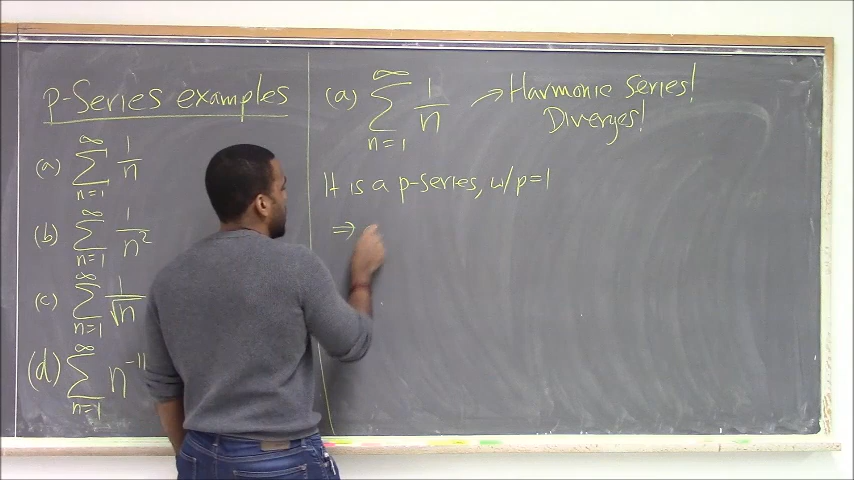 p-Series examples
(a) ∞ Σ n=1 1/n
(b) ∞ Σ n=1 1/n²
(c) ∞ Σ n=1 1/√n
(d) ∞ Σ n=1 n⁻¹¹
(a) ∞ Σ n=1 1/n → Harmonic Series!
Diverges!
It is a p-series, w/p=1
⇒